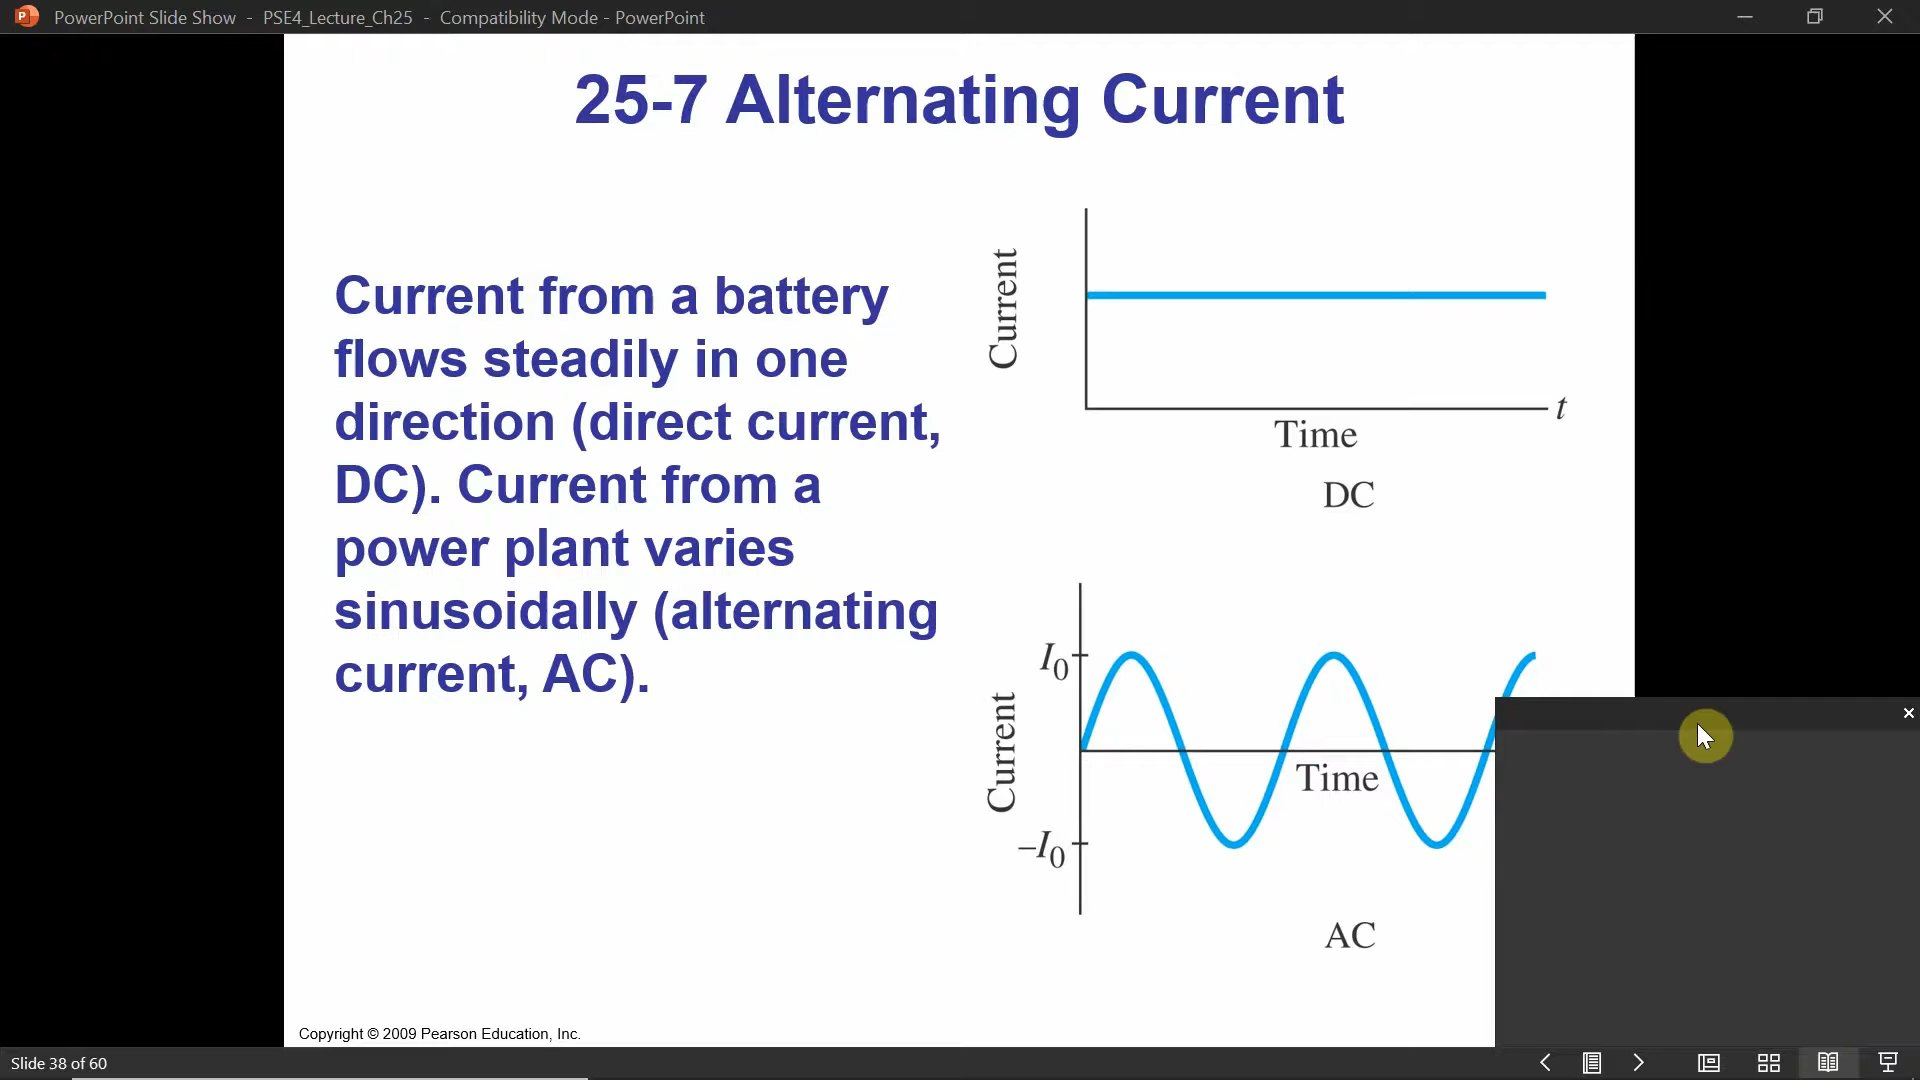 PowerPoint Slide Show - PSE4_Lecture_Ch25 - Compatibility Mode - PowerPoint
25-7 Alternating Current
Current from a battery
flows steadily in one
direction (direct current,
DC). Current from a
power plant varies
sinusoidally (alternating
current, AC).
Current
t
Time
DC
I0
Current
Time
–I0
AC
Copyright © 2009 Pearson Education, Inc.
Slide 38 of 60